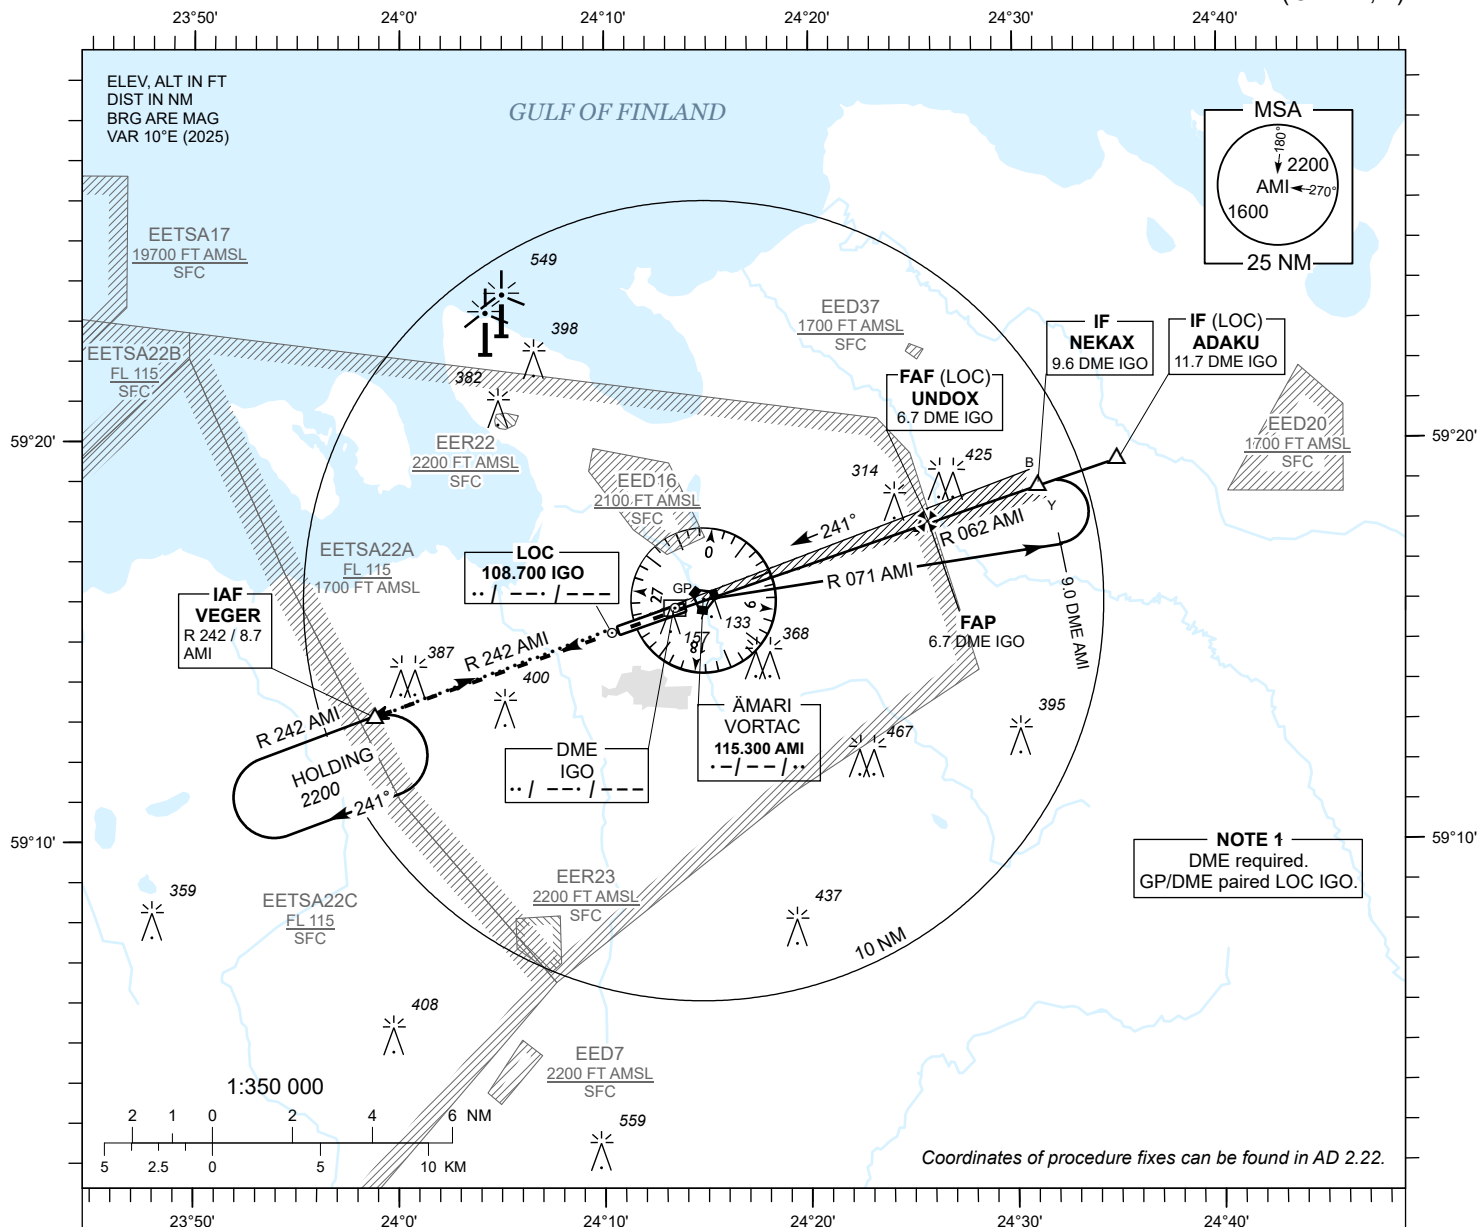 23°50'
24°0'
24°10'
24°20'
24°30'
24°40'
ELEV, ALT IN FT
DIST IN NM
BRG ARE MAG
VAR 10°E (2025)
GULF OF FINLAND
MSA
180°
2200
AMI
270°
1600
25 NM
EETSA17
19700 FT AMSL
SFC
549
398
382
EED37
1700 FT AMSL
SFC
IF
NEKAX
9.6 DME IGO
IF (LOC)
ADAKU
11.7 DME IGO
EETSA22B
FL 115
SFC
FAF (LOC)
UNDOX
6.7 DME IGO
59°20'
59°20'
EER22
2200 FT AMSL
SFC
EED20
1700 FT AMSL
SFC
EED16
2100 FT AMSL
SFC
314
425
B
Y
241°
R 062 AMI
EETSA22A
FL 115
1700 FT AMSL
LOC
108.700 IGO
·· / −−· / −−−
0
9
18
27
GP
R 071 AMI
9.0 DME AMI
IAF
VEGER
R 242 / 8.7
AMI
157
133
368
FAP
6.7 DME IGO
387
R 242 AMI
400
395
467
R 242 AMI
HOLDING
2200
241°
DME
IGO
·· / −−· / −−−
ÄMARI
VORTAC
115.300 AMI
·−/−−/··
59°10'
59°10'
NOTE 1
DME required.
GP/DME paired LOC IGO.
359
EETSA22C
FL 115
SFC
EER23
2200 FT AMSL
SFC
437
10 NM
408
EED7
2200 FT AMSL
SFC
559
1:350 000
2 1 0 2 4 6 NM
5 2.5 0 5 10 KM
Coordinates of procedure fixes can be found in AD 2.22.
23°50'
24°0'
24°10'
24°20'
24°30'
24°40'